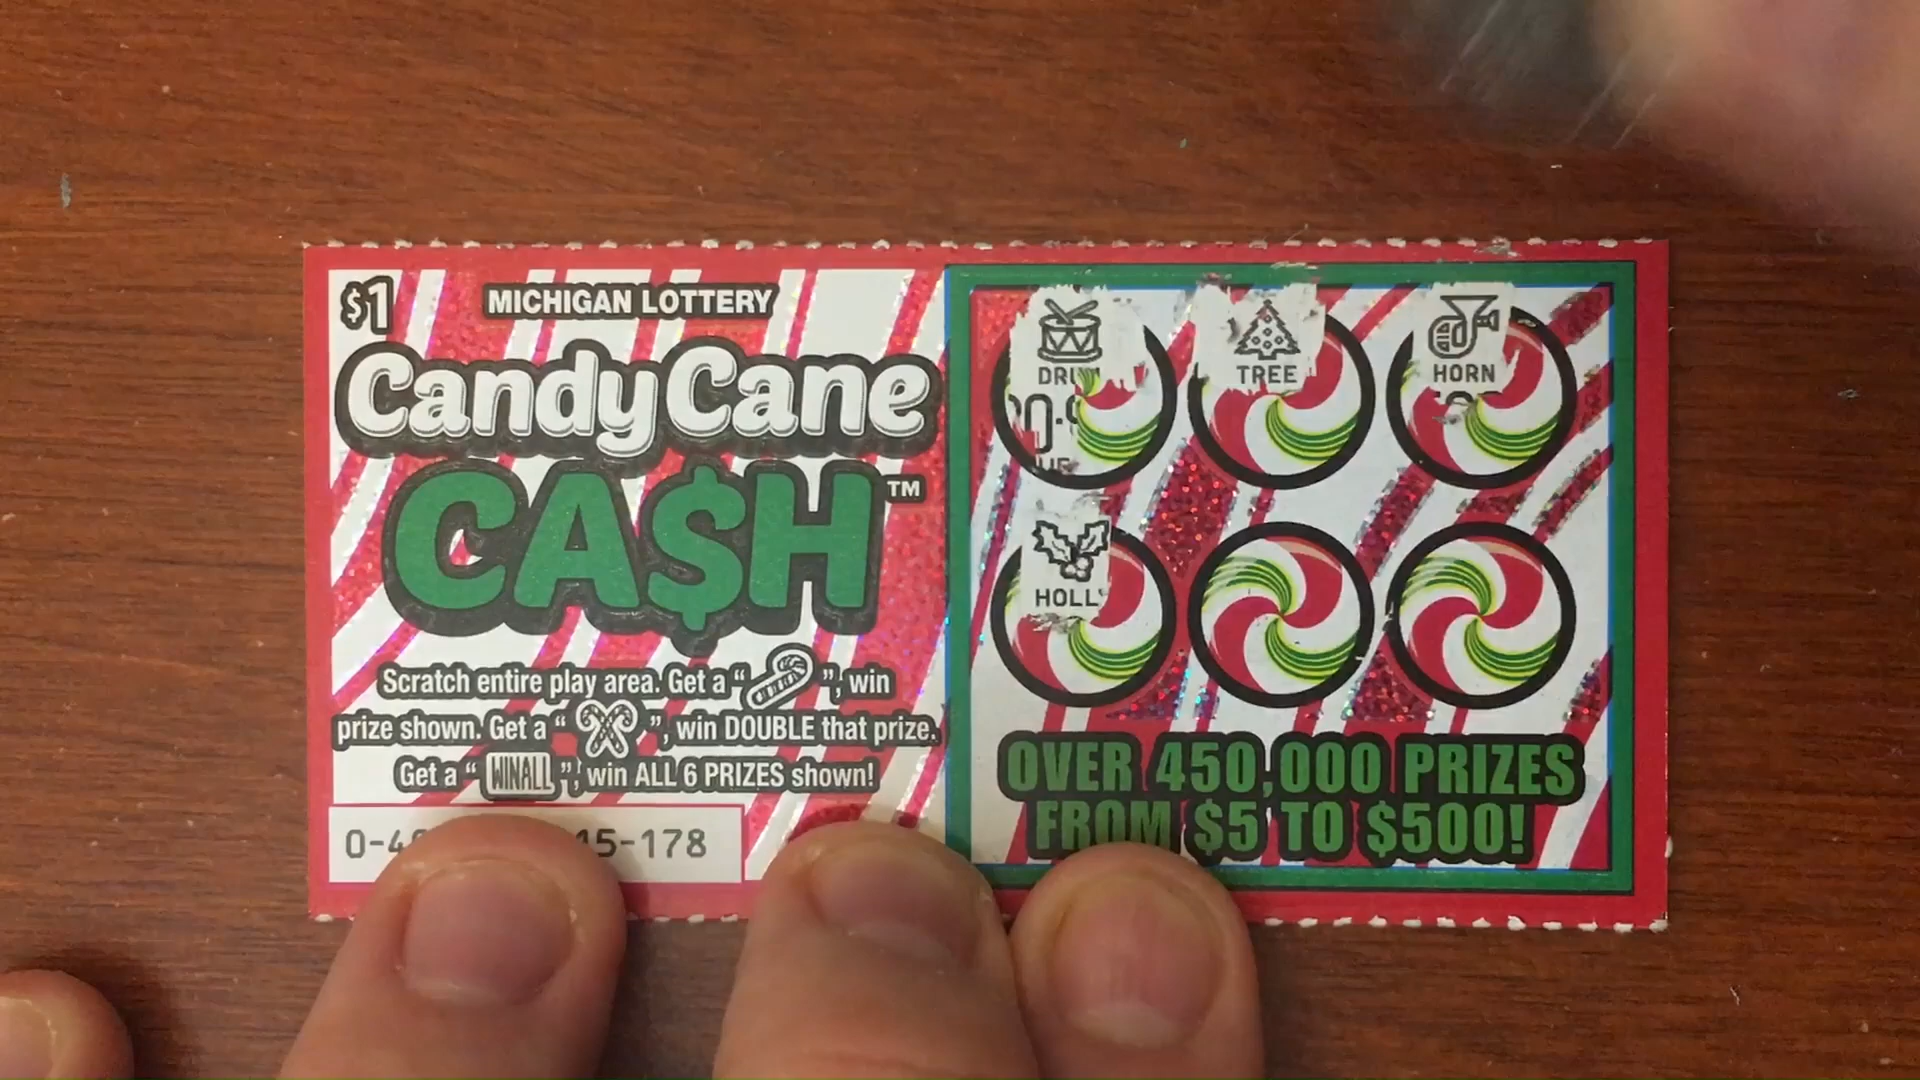 $1
MICHIGAN LOTTERY
Candy Cane
CA$H™
Scratch entire play area. Get a “ ”, win
prize shown. Get a “ ”, win DOUBLE that prize.
Get a “ WINALL ”, win ALL 6 PRIZES shown!
15-178
TREE
HORN
OVER 450,000 PRIZES
FROM $5 TO $500!